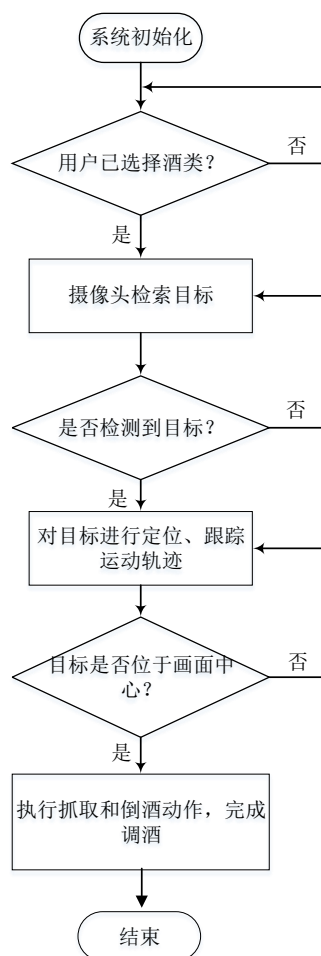 系统初始化
用户已选择酒类？
否
是
摄像头检索目标
是否检测到目标？
否
是
对目标进行定位、跟踪
运动轨迹
目标是否位于画面中
心？
否
是
执行抓取和倒酒动作，完成
调酒
结束